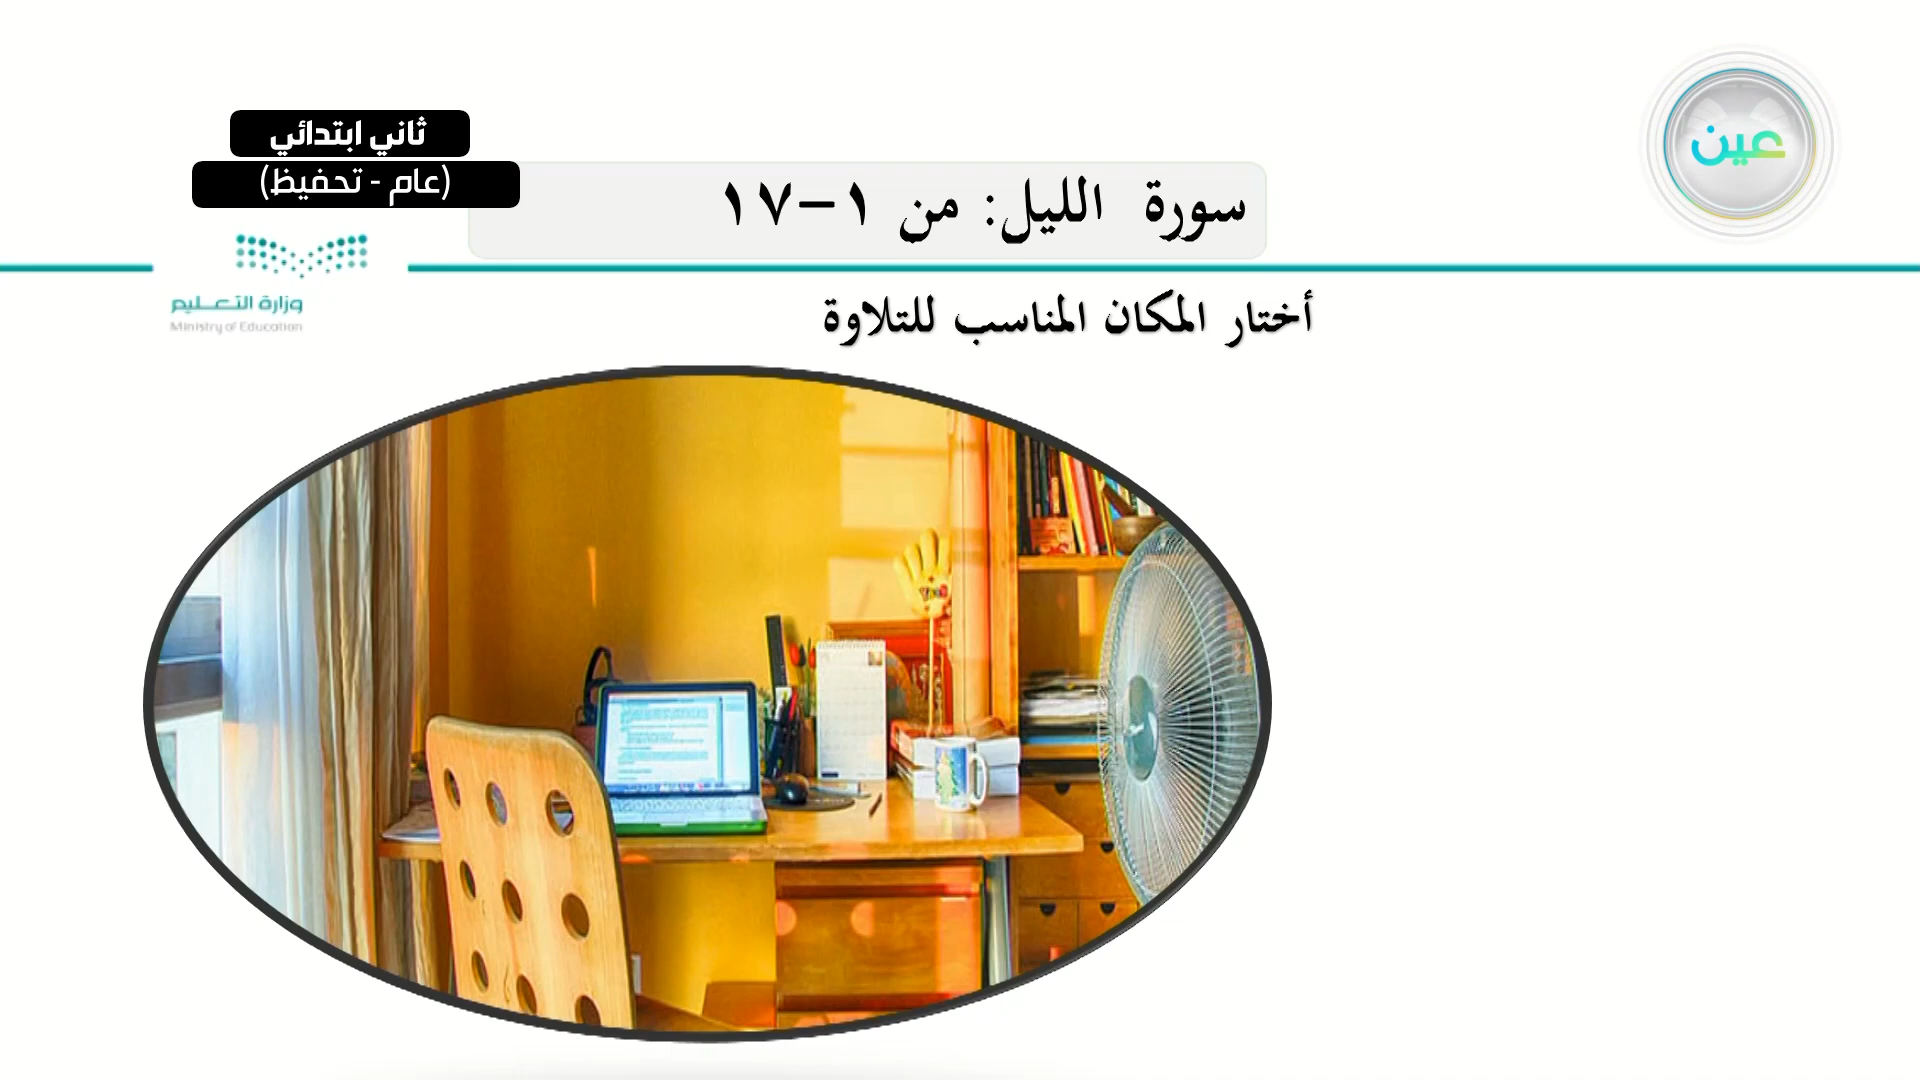 عين
ثاني ابتدائي
(عام - تحفيظ)
سورة الليل: من ١-١٧
وزارة التعليم
Ministry of Education
أختار المكان المناسب للتلاوة